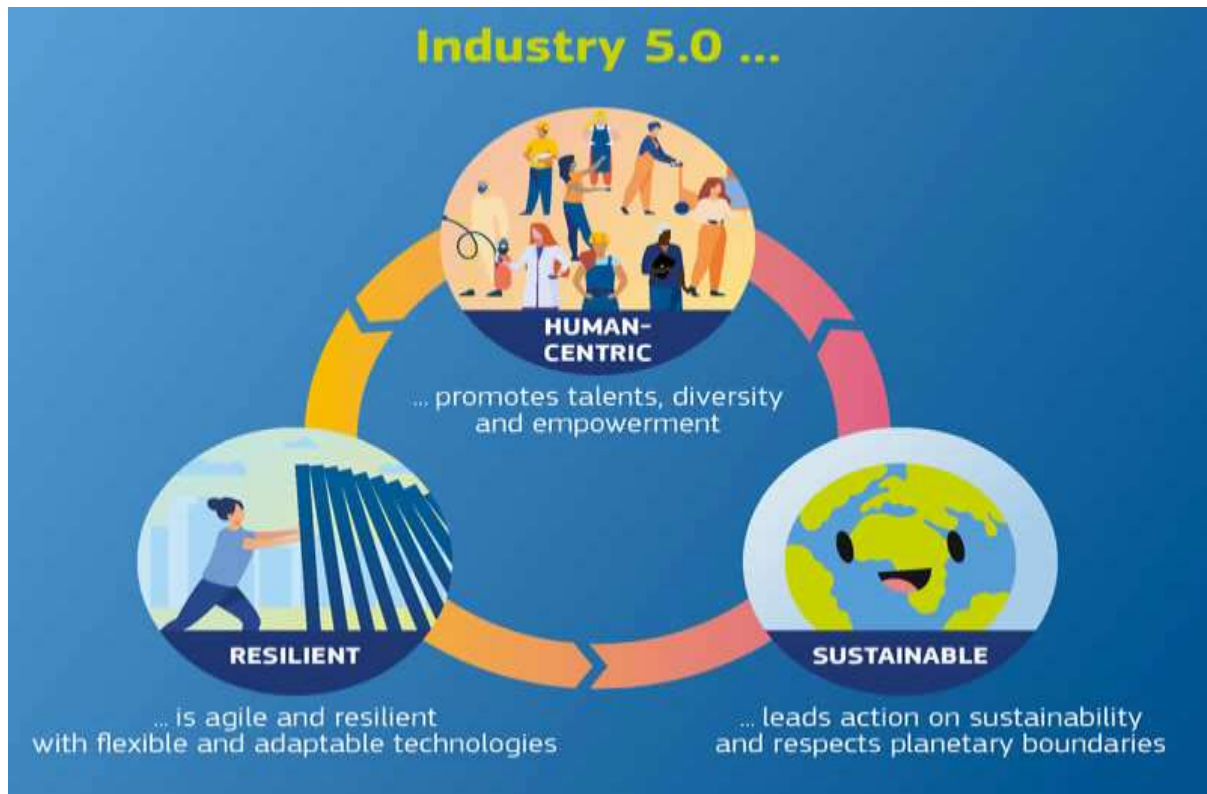 Industry 5.0 ...
HUMAN-
CENTRIC
... promotes talents, diversity
and empowerment
RESILIENT
... is agile and resilient
with flexible and adaptable technologies
SUSTAINABLE
... leads action on sustainability
and respects planetary boundaries